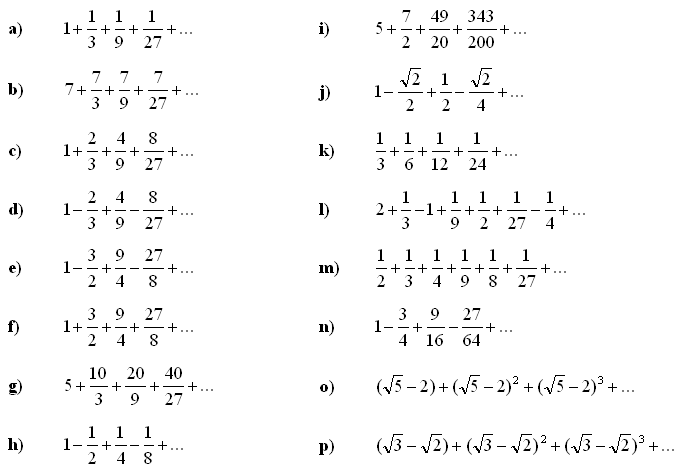 a) 1+1/3+1/9+1/27+...
b) 7+7/3+7/9+7/27+...
c) 1+2/3+4/9+8/27+...
d) 1−2/3+4/9−8/27+...
e) 1−3/2+9/4−27/8+...
f) 1+3/2+9/4+27/8+...
g) 5+10/3+20/9+40/27+...
h) 1−1/2+1/4−1/8+...
i) 5+7/2+49/20+343/200+...
j) 1−√2/2+1/2−√2/4+...
k) 1/3+1/6+1/12+1/24+...
l) 2+1/3−1+1/9+1/2+1/27−1/4+...
m) 1/2+1/3+1/4+1/9+1/8+1/27+...
n) 1−3/4+9/16−27/64+...
o) (√5−2)+(√5−2)²+(√5−2)³+...
p) (√3−√2)+(√3−√2)²+(√3−√2)³+...